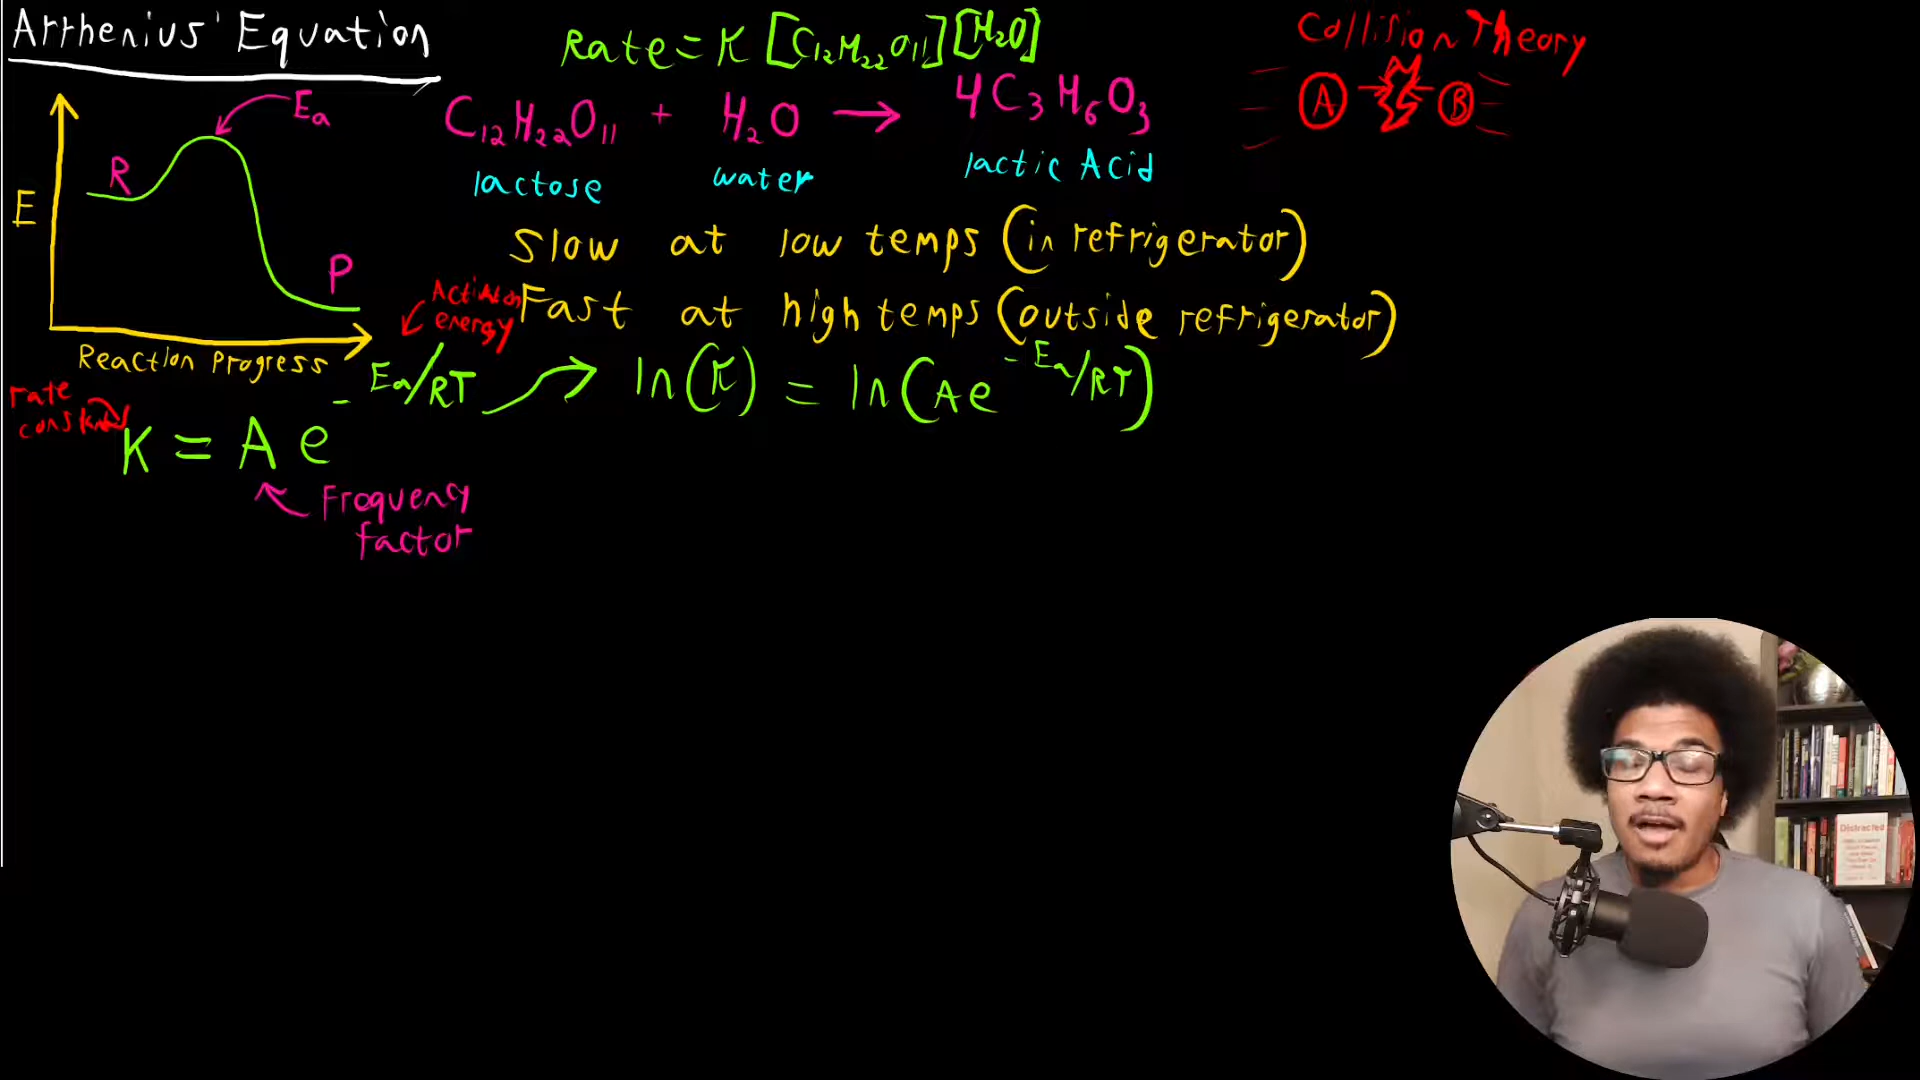 Arrhenius' Equation
Rate = K [C12H22O11][H2O]
Collision Theory
A B
Ea
C12H22O11 + H2O → 4C3H6O3
lactose water lactic Acid
R
E
P
Reaction Progress
Slow at low temps (in refrigerator)
Fast at high temps (outside refrigerator)
Activation energy
rate constant
K = A e - Ea/RT
ln(K) = ln(Ae - Ea/RT)
Frequency
factor
Distracted